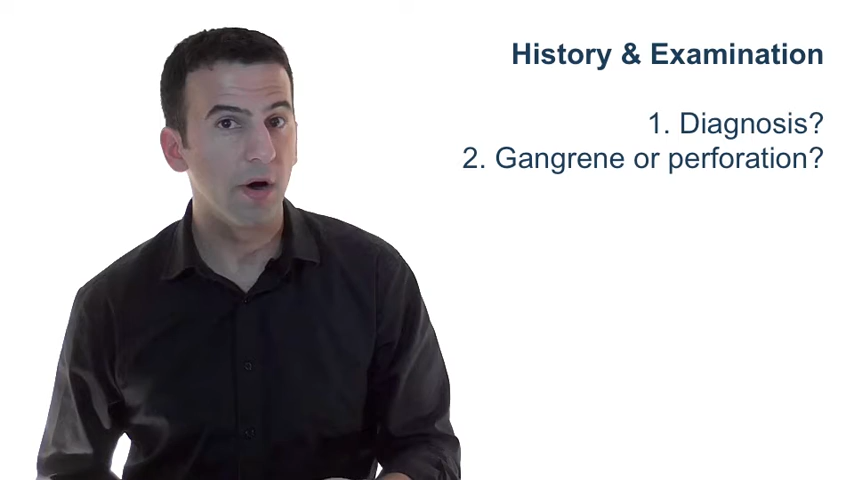 History & Examination
1. Diagnosis?
2. Gangrene or perforation?